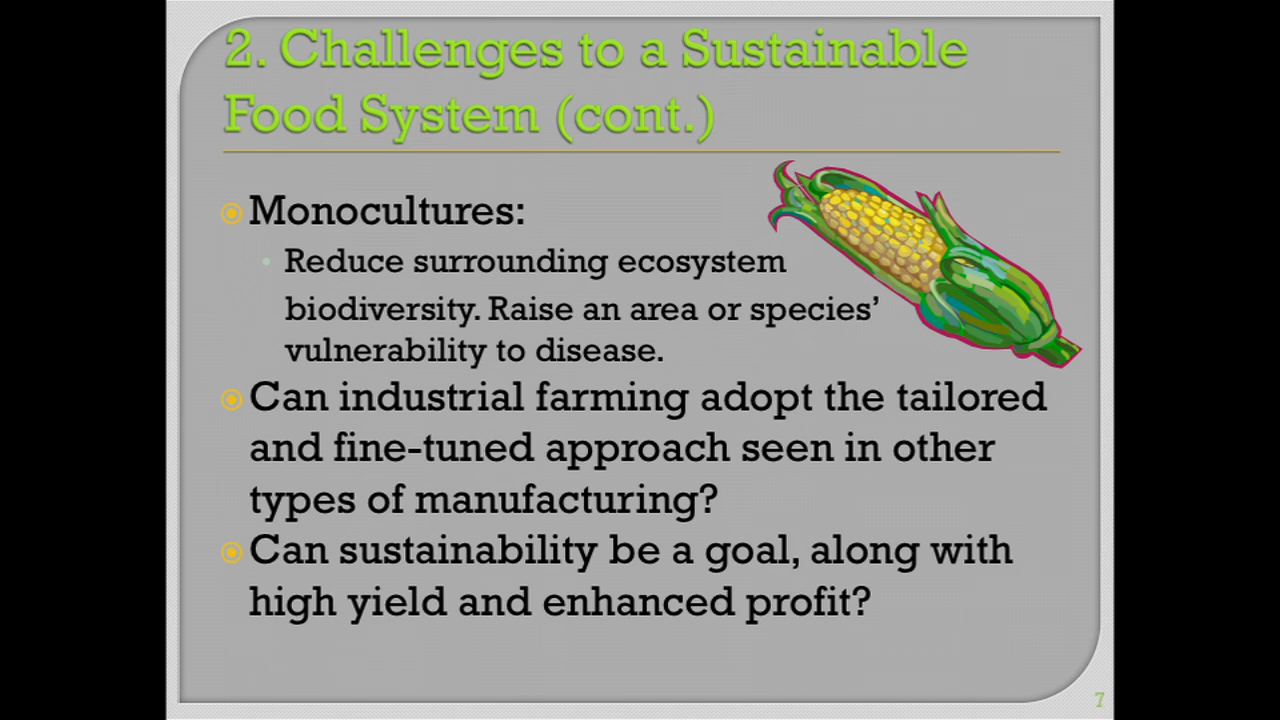 2. Challenges to a Sustainable
Food System (cont.)
Monocultures:
Reduce surrounding ecosystem
biodiversity. Raise an area or species’
vulnerability to disease.
Can industrial farming adopt the tailored
and fine-tuned approach seen in other
types of manufacturing?
Can sustainability be a goal, along with
high yield and enhanced profit?
7